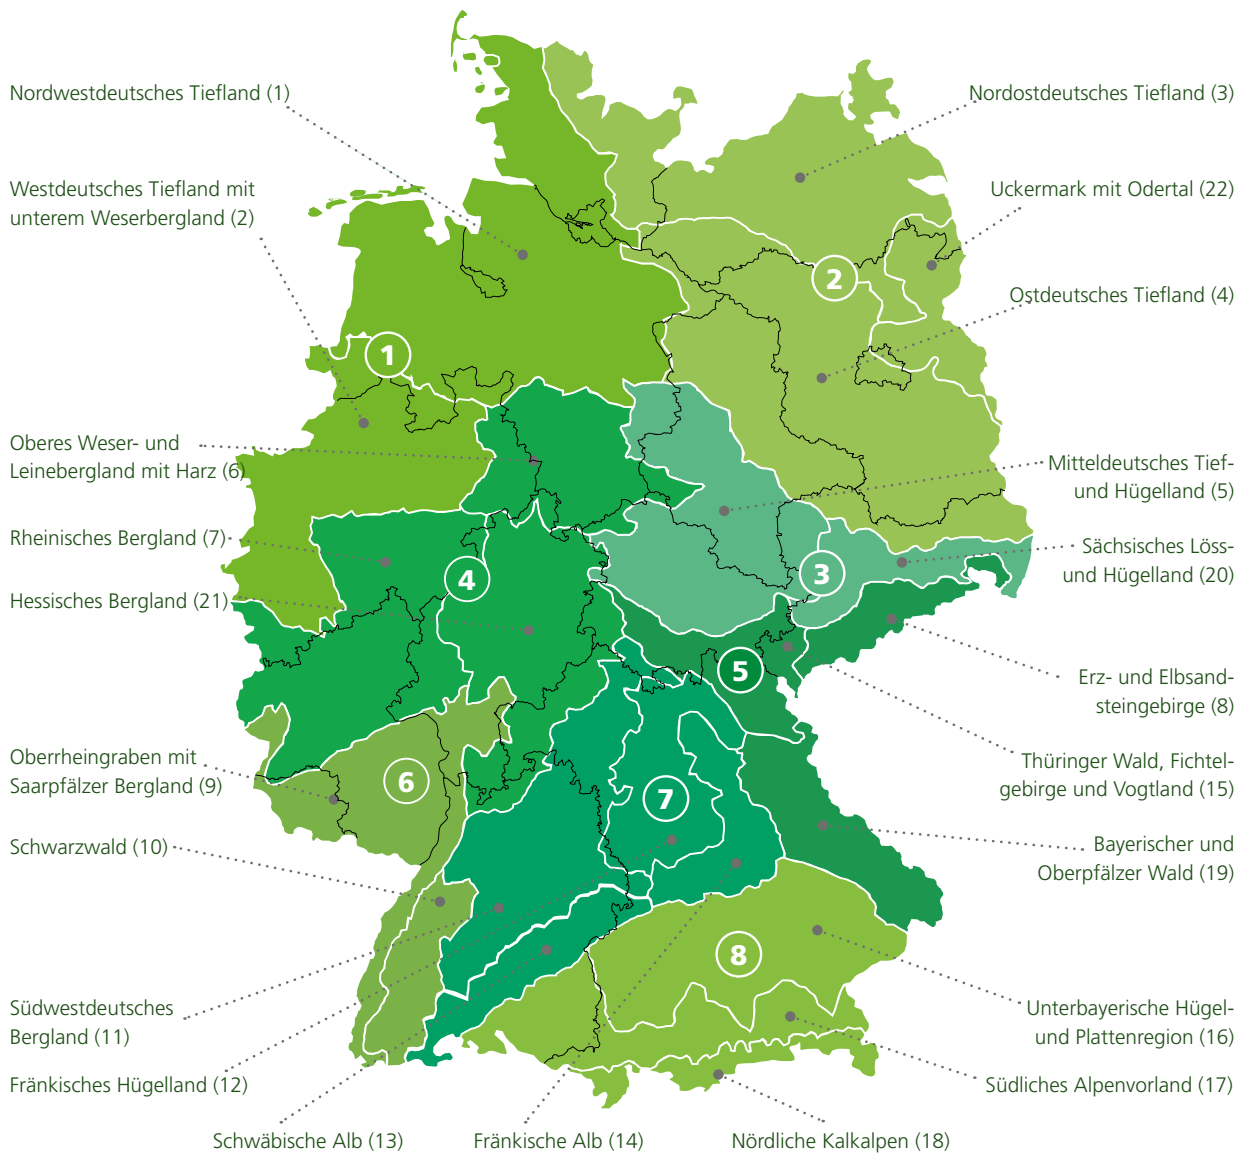 Nordwestdeutsches Tiefland (1)
Westdeutsches Tiefland mit
unterem Weserbergland (2)
Oberes Weser- und
Leinebergland mit Harz (6)
Rheinisches Bergland (7)
Hessisches Bergland (21)
Oberrheingraben mit
Saarpfälzer Bergland (9)
Schwarzwald (10)
Südwestdeutsches
Bergland (11)
Fränkisches Hügelland (12)
Schwäbische Alb (13)
Fränkische Alb (14)
Nördliche Kalkalpen (18)
Nordostdeutsches Tiefland (3)
Uckermark mit Odertal (22)
Ostdeutsches Tiefland (4)
Mitteldeutsches Tief-
und Hügelland (5)
Sächsisches Löss-
und Hügelland (20)
Erz- und Elbsand-
steingebirge (8)
Thüringer Wald, Fichtel-
gebirge und Vogtland (15)
Bayerischer und
Oberpfälzer Wald (19)
Unterbayerische Hügel-
und Plattenregion (16)
Südliches Alpenvorland (17)
1
2
3
4
5
6
7
8